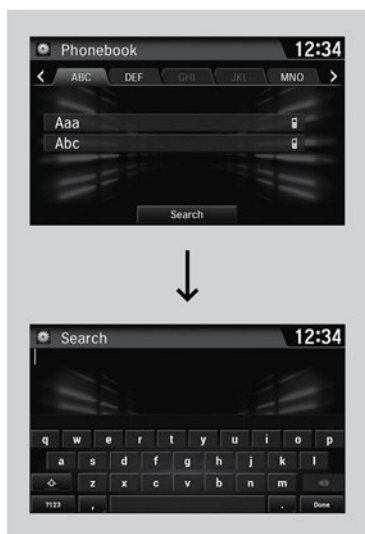 Phonebook 12:34
ABC DEF GHI JKL MNO
Aaa
Abc
Search
Search 12:34
q w e r t y u i o p
a s d f g h j k l
z x c v b n m
?123 , . Done